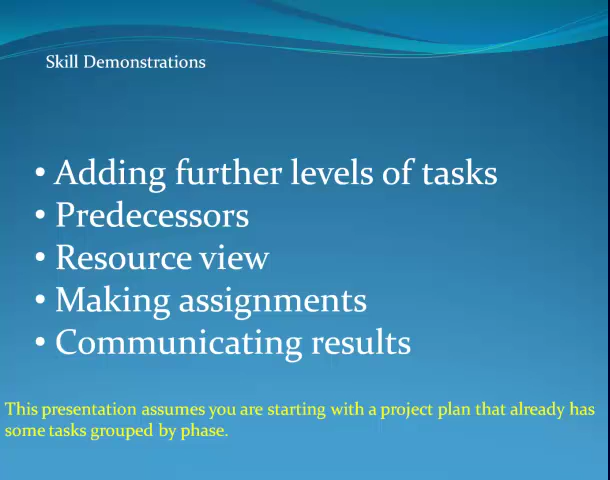 Skill Demonstrations
• Adding further levels of tasks
• Predecessors
• Resource view
• Making assignments
• Communicating results
This presentation assumes you are starting with a project plan that already has
some tasks grouped by phase.